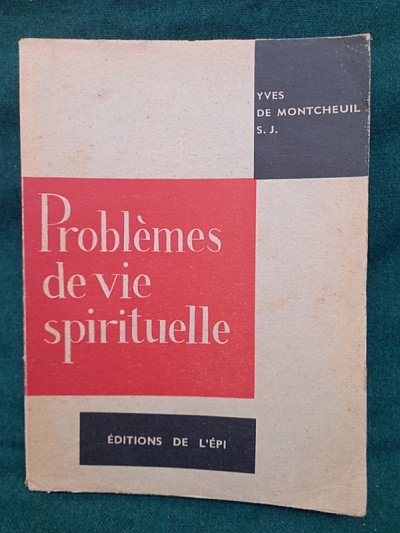 YVES
DE MONTCHEUIL
S. J.
Problèmes
de vie
spirituelle
ÉDITIONS DE L'ÉPI